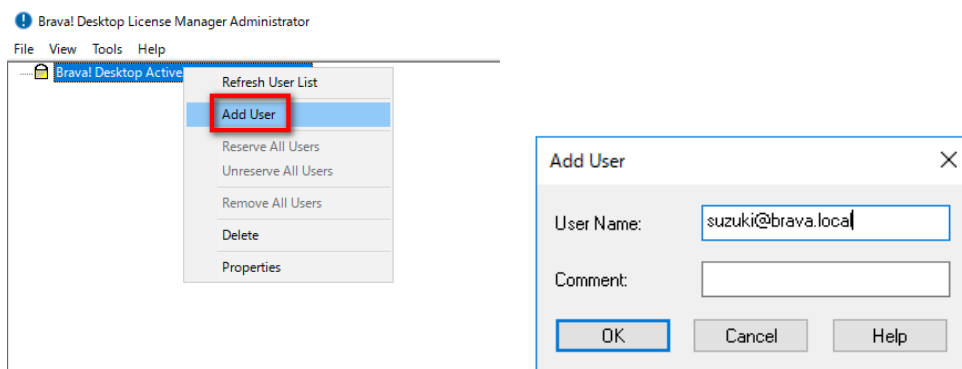 Brava! Desktop License Manager Administrator
File View Tools Help
Brava! Desktop Active
Refresh User List
Add User
Reserve All Users
Unreserve All Users
Remove All Users
Delete
Properties
Add User
User Name: suzuki@brava.local
Comment:
OK Cancel Help